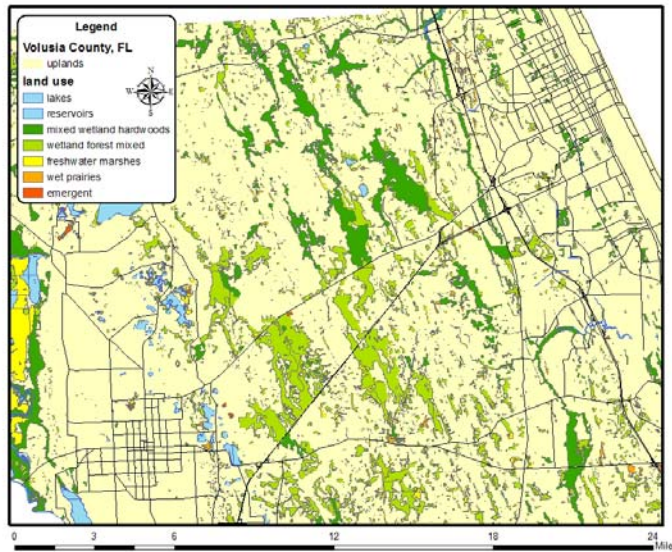 Legend
Volusia County, FL
uplands
land use
N
W E
S
lakes
reservoirs
mixed wetland hardwoods
wetland forest mixed
freshwater marshes
wet prairies
emergent
0 3 6 12 18 24
Miles